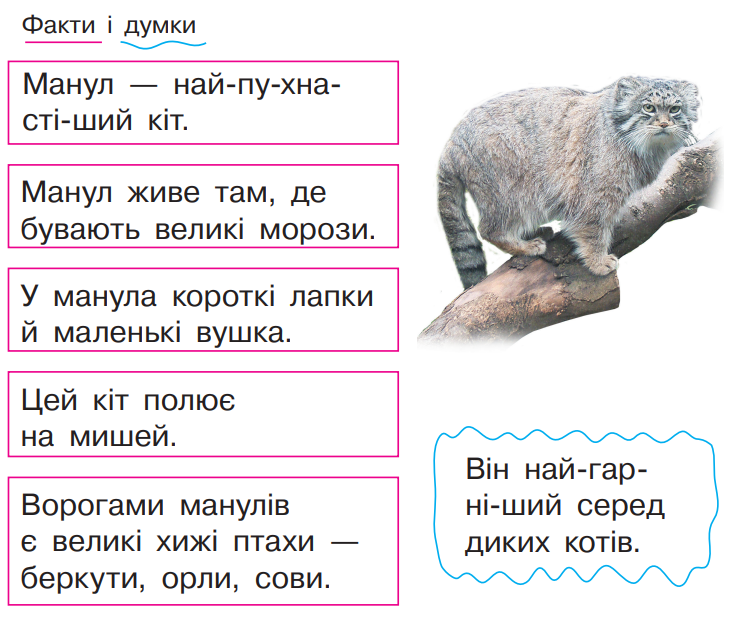 Факти і думки
Манул — най-пу-хна-
сті-ший кіт.
Манул живе там, де
бувають великі морози.
У манула короткі лапки
й маленькі вушка.
Цей кіт полює
на мишей.
Ворогами манулів
є великі хижі птахи —
беркути, орли, сови.
Він най-гар-
ні-ший серед
диких котів.